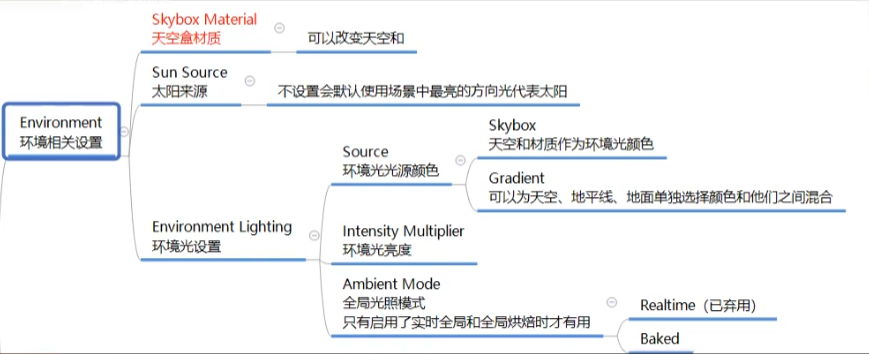 Skybox Material
天空盒材质
可以改变天空和
Sun Source
太阳来源
不设置会默认使用场景中最亮的方向光代表太阳
Environment
环境相关设置
Skybox
天空和材质作为环境光颜色
Source
环境光光源颜色
Gradient
可以为天空、地平线、地面单独选择颜色和他们之间混合
Environment Lighting
环境光设置
Intensity Multiplier
环境光亮度
Ambient Mode
全局光照模式
只有启用了实时全局和全局烘焙时才有用
Realtime（已弃用）
Baked